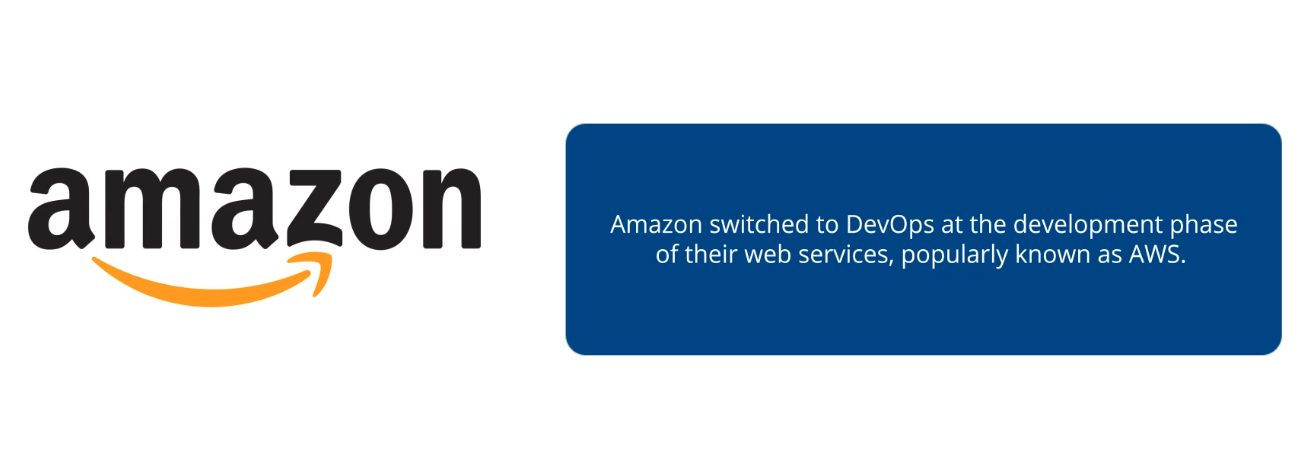 amazon
Amazon switched to DevOps at the development phase
of their web services, popularly known as AWS.